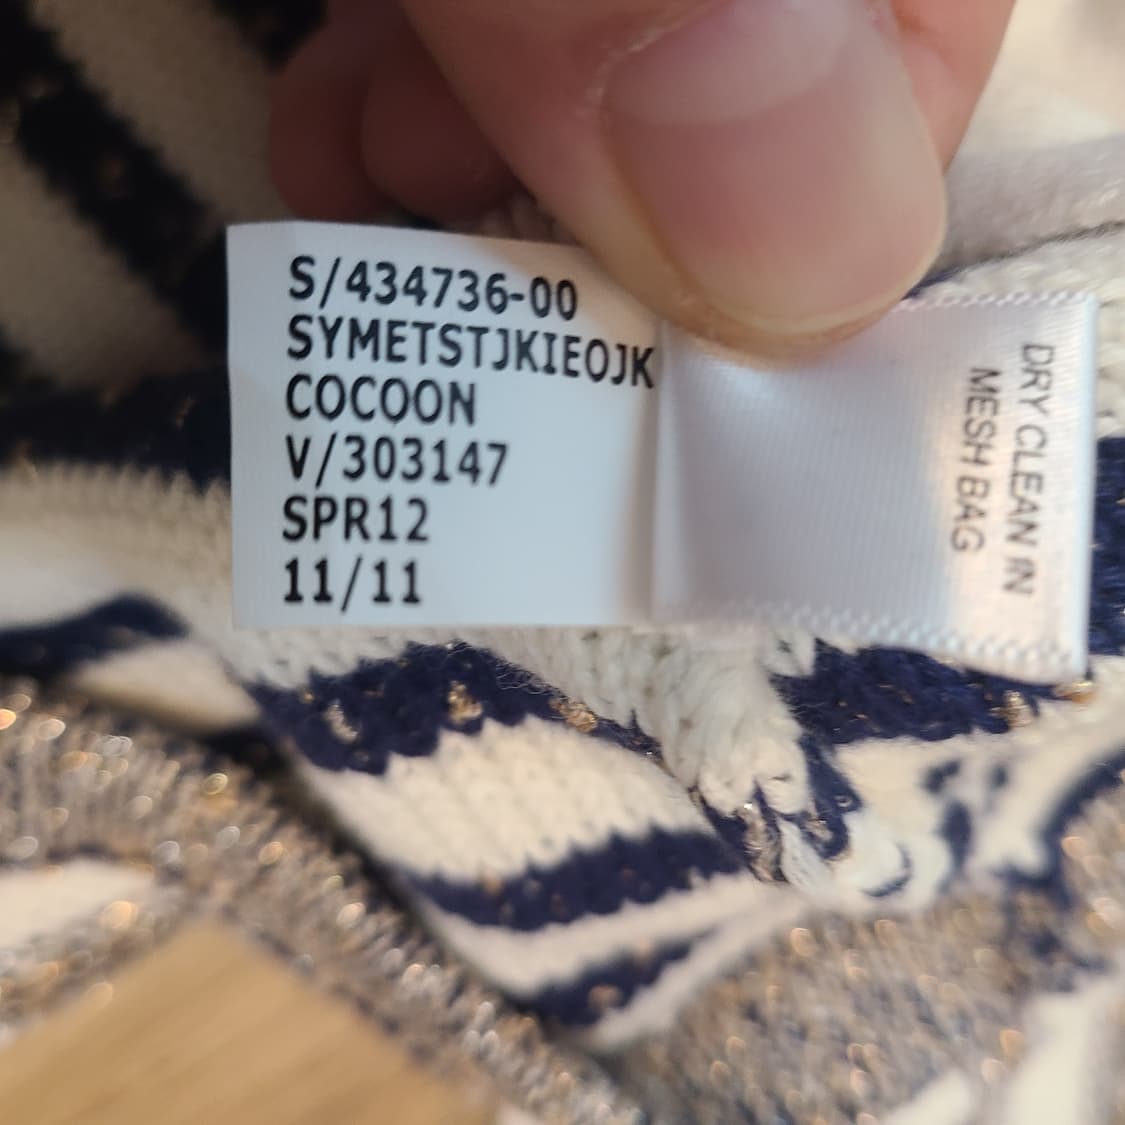 S/434736-00
SYMETSTJKIEOJK
COCOON
V/303147
SPR12
11/11
DRY CLEAN IN
MESH BAG